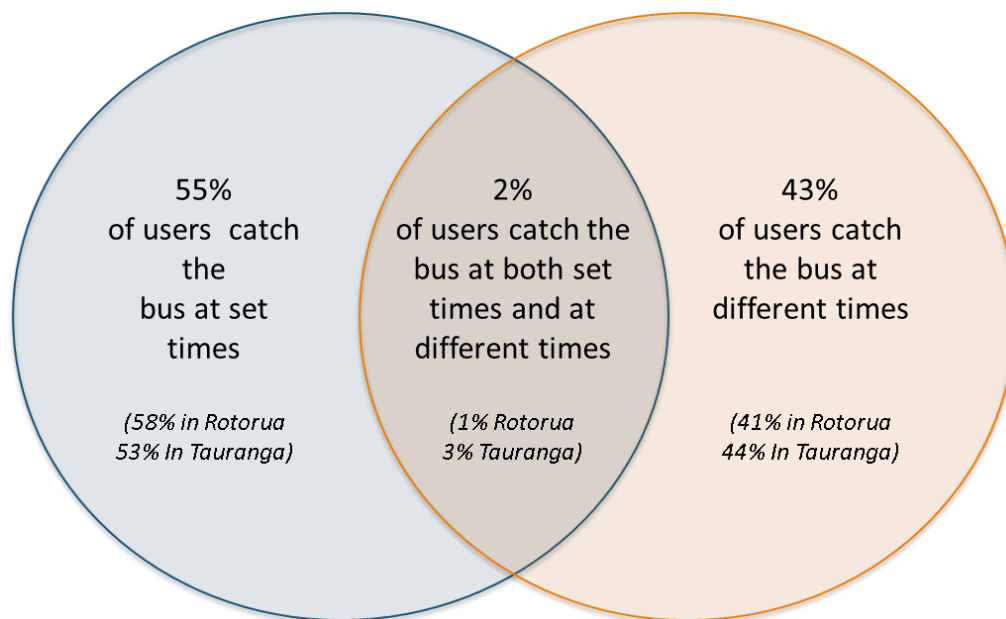 55%
of users  catch
the
bus at set
times
(58% in Rotorua
53% In Tauranga)
2%
of users catch the
bus at both set
times and at
different times
(1% Rotorua
3% Tauranga)
43%
of users catch
the bus at
different times
(41% in Rotorua
44% In Tauranga)